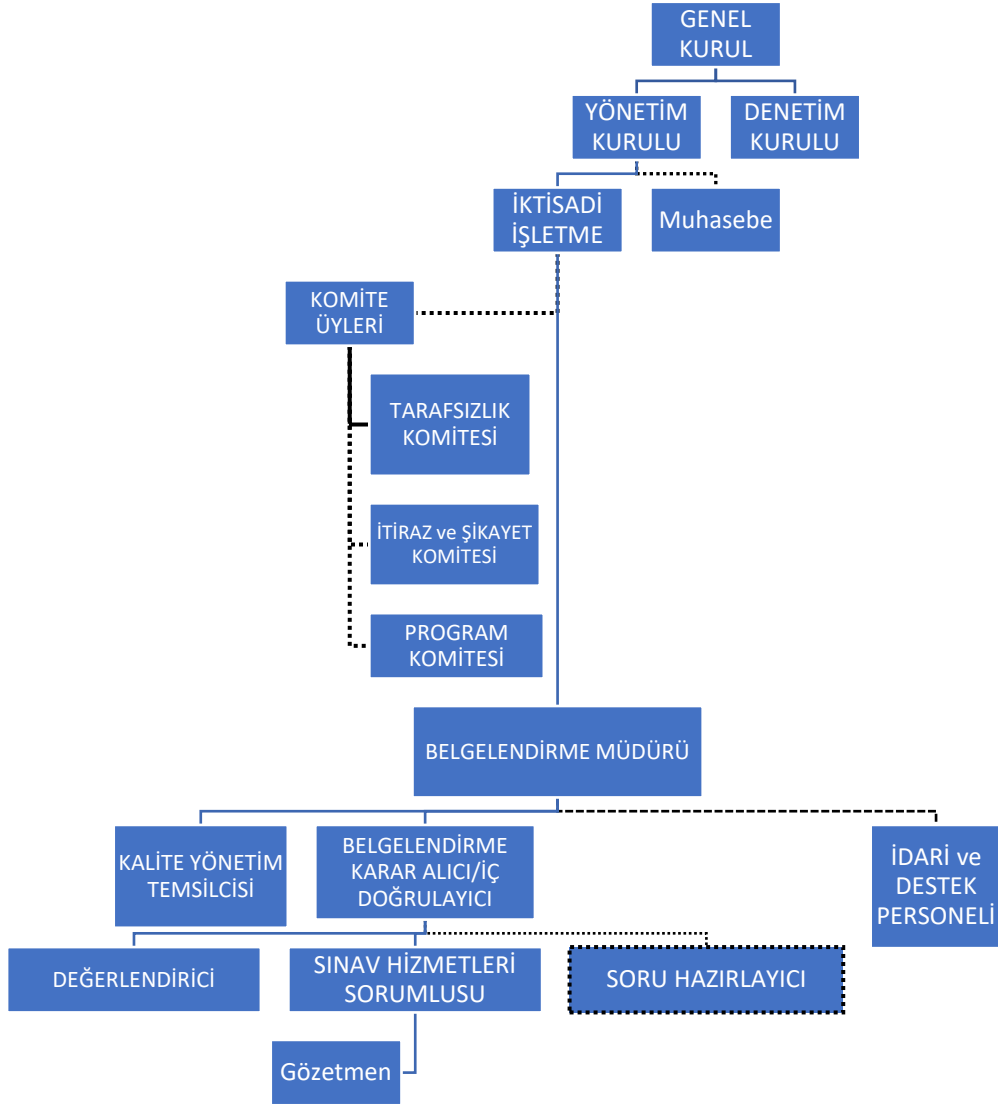 GENEL
KURUL
YÖNETİM
KURULU
DENETİM
KURULU
İKTİSADİ
İŞLETME
Muhasebe
KOMİTE
ÜYLERİ
TARAFSIZLIK
KOMİTESİ
İTİRAZ ve ŞİKAYET
KOMİTESİ
PROGRAM
KOMİTESİ
BELGELENDİRME MÜDÜRÜ
KALİTE YÖNETİM
TEMSİLCİSİ
BELGELENDİRME
KARAR ALICI/İÇ
DOĞRULAYICI
İDARİ ve
DESTEK
PERSONELİ
DEĞERLENDİRİCİ
SINAV HİZMETLERİ
SORUMLUSU
SORU HAZIRLAYICI
Gözetmen